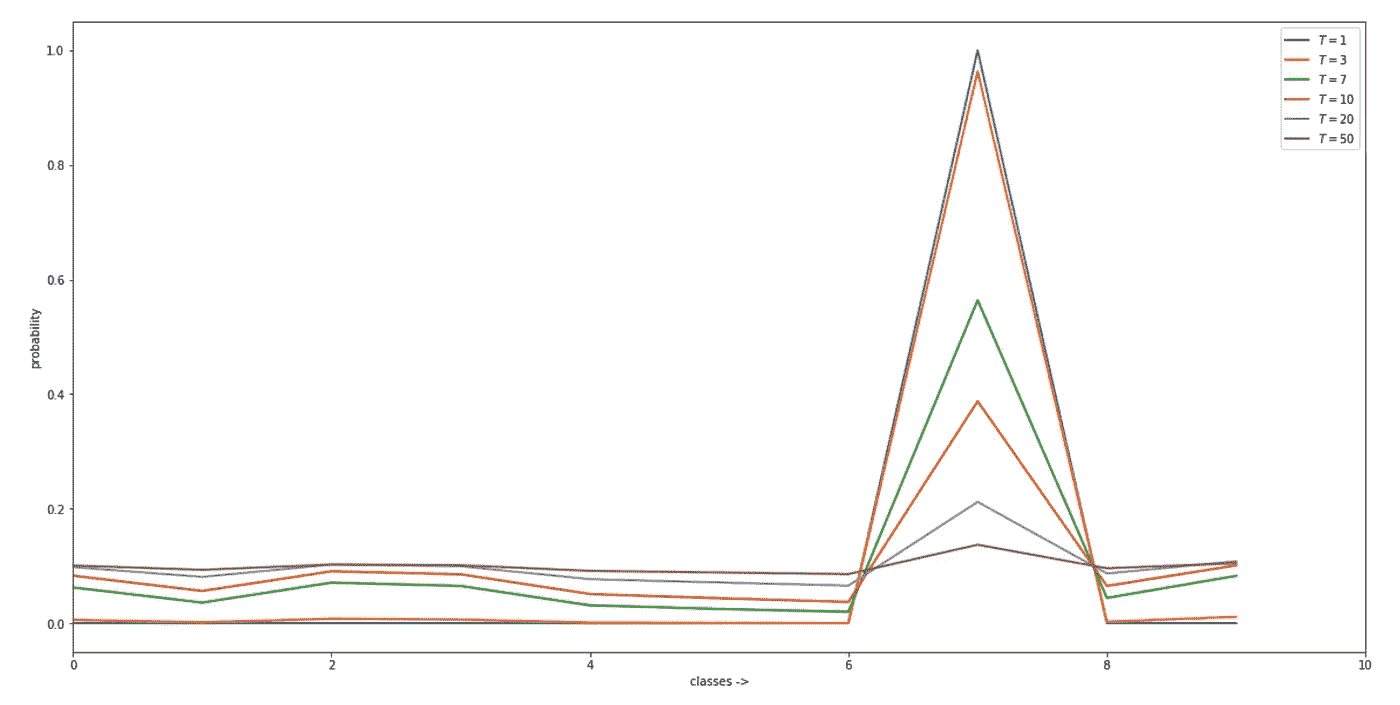 1.0
0.8
0.6
0.4
0.2
0.0
probability
0 2 4 6 8 10
classes ->
T = 1
T = 3
T = 7
T = 10
T = 20
T = 50